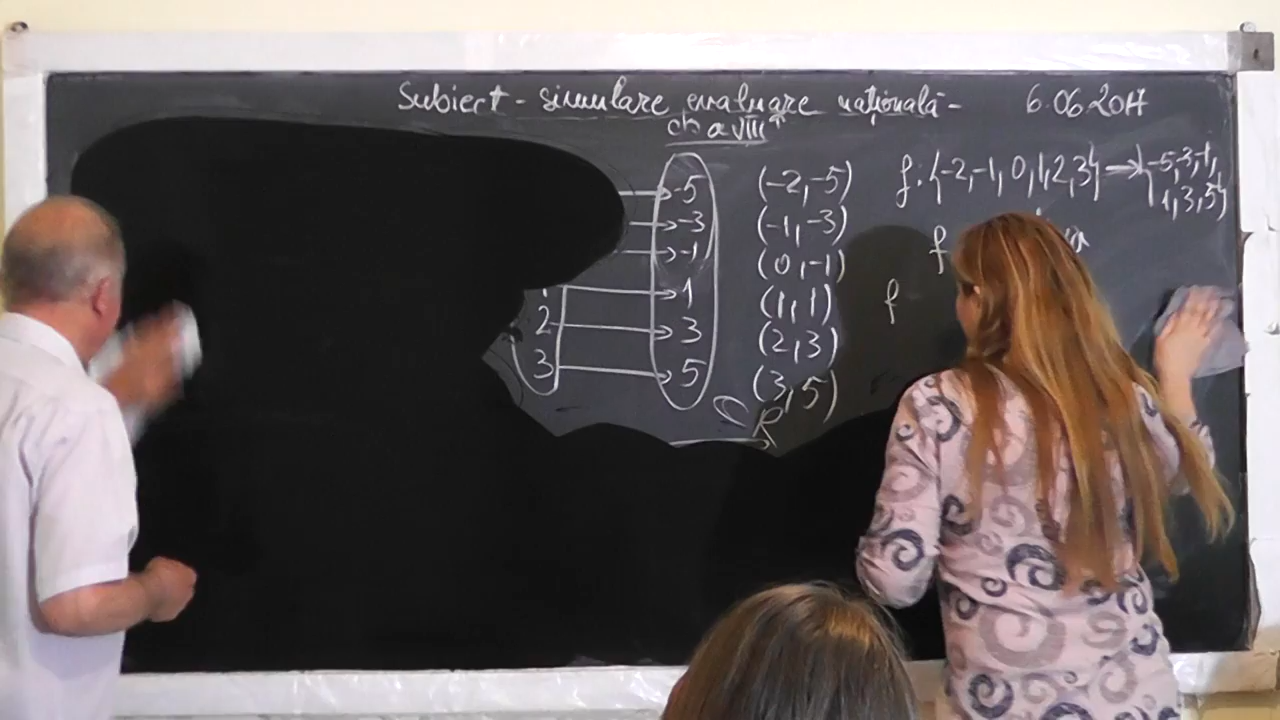 Subiect - simulare evaluare națională - 6.06.2017
cls a VIII a
-5 (-2,-5) f:{-2,-1,0,1,2,3} → {-5,-3,-1,
1,3,5}
-3 (-1,-3) f
-1 (0,-1)
1 1 (1,1) f
2 3 (2,3)
3 5 (3,5)
R